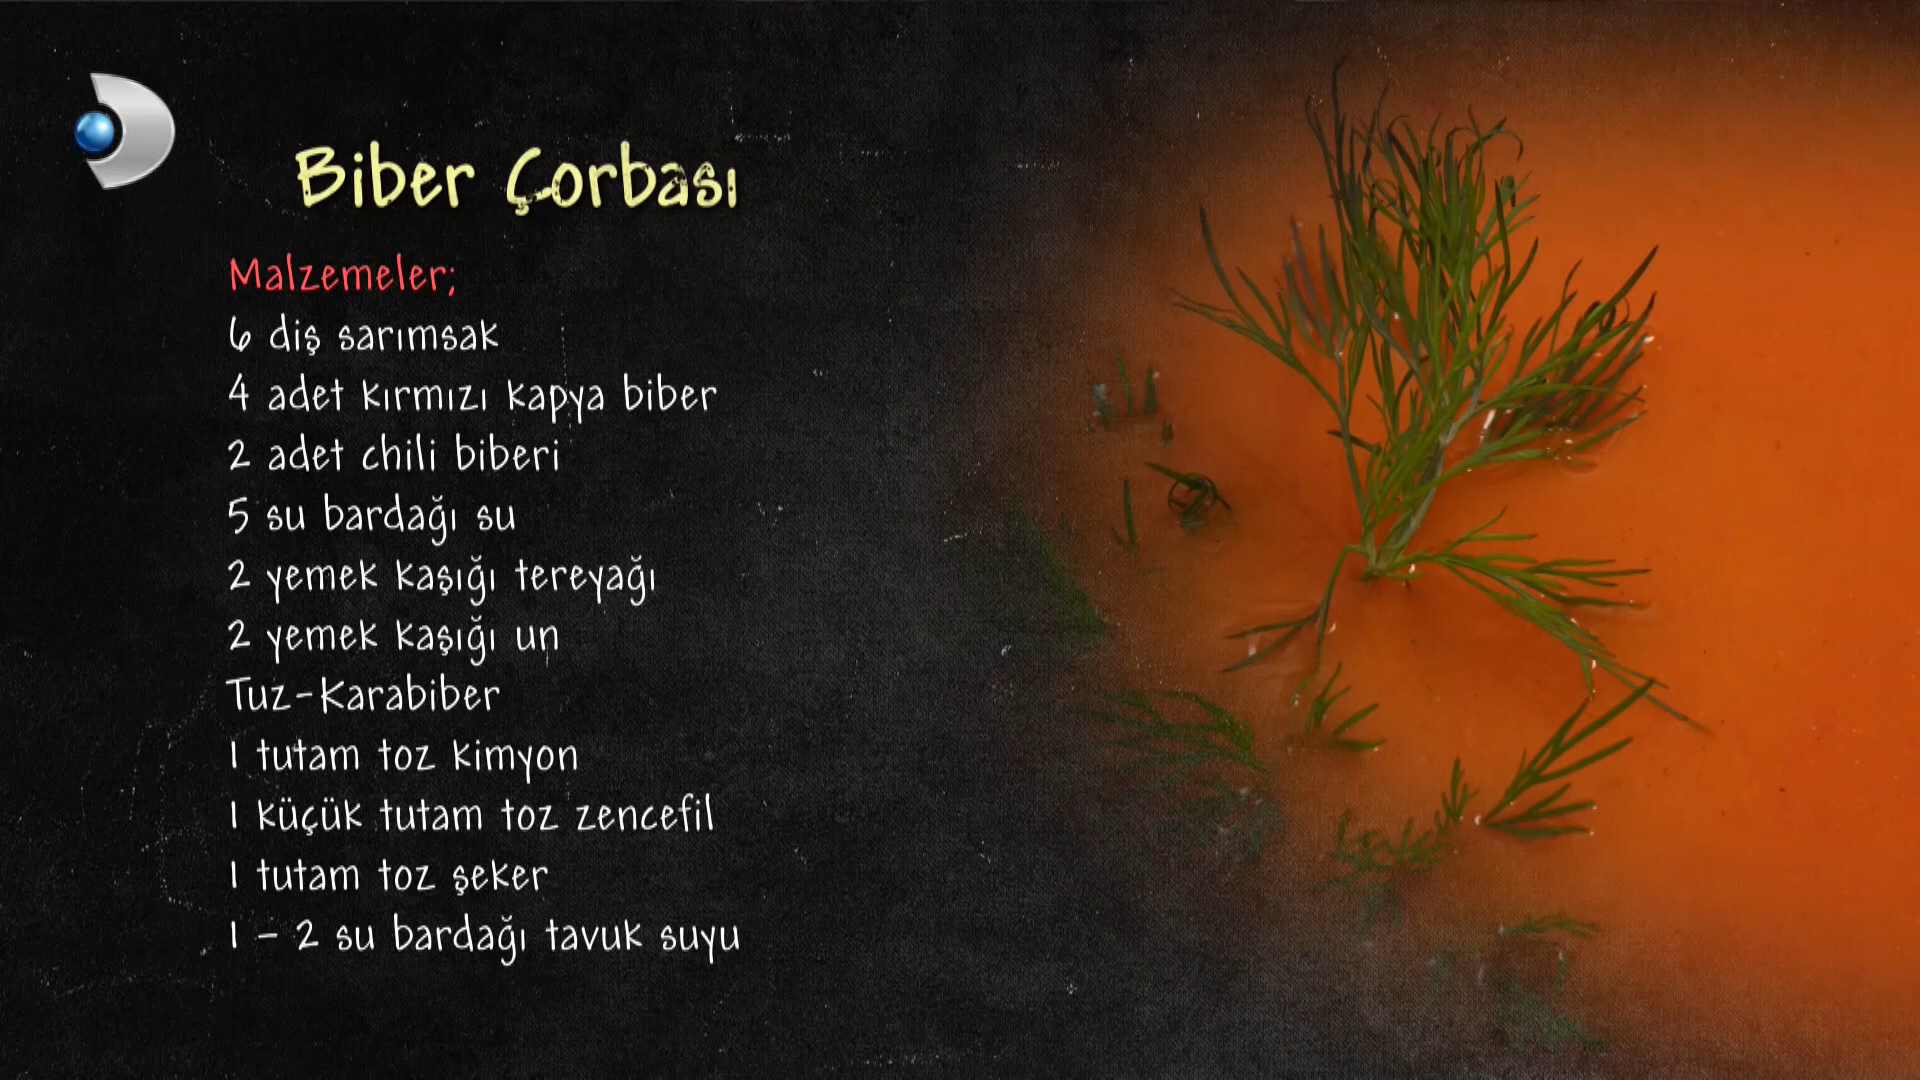 Biber Çorbası
Malzemeler;
6 diş sarımsak
4 adet kırmızı kapya biber
2 adet chili biberi
5 su bardağı su
2 yemek kaşığı tereyağı
2 yemek kaşığı un
Tuz-Karabiber
1 tutam toz kimyon
1 küçük tutam toz zencefil
1 tutam toz şeker
1 - 2 su bardağı tavuk suyu